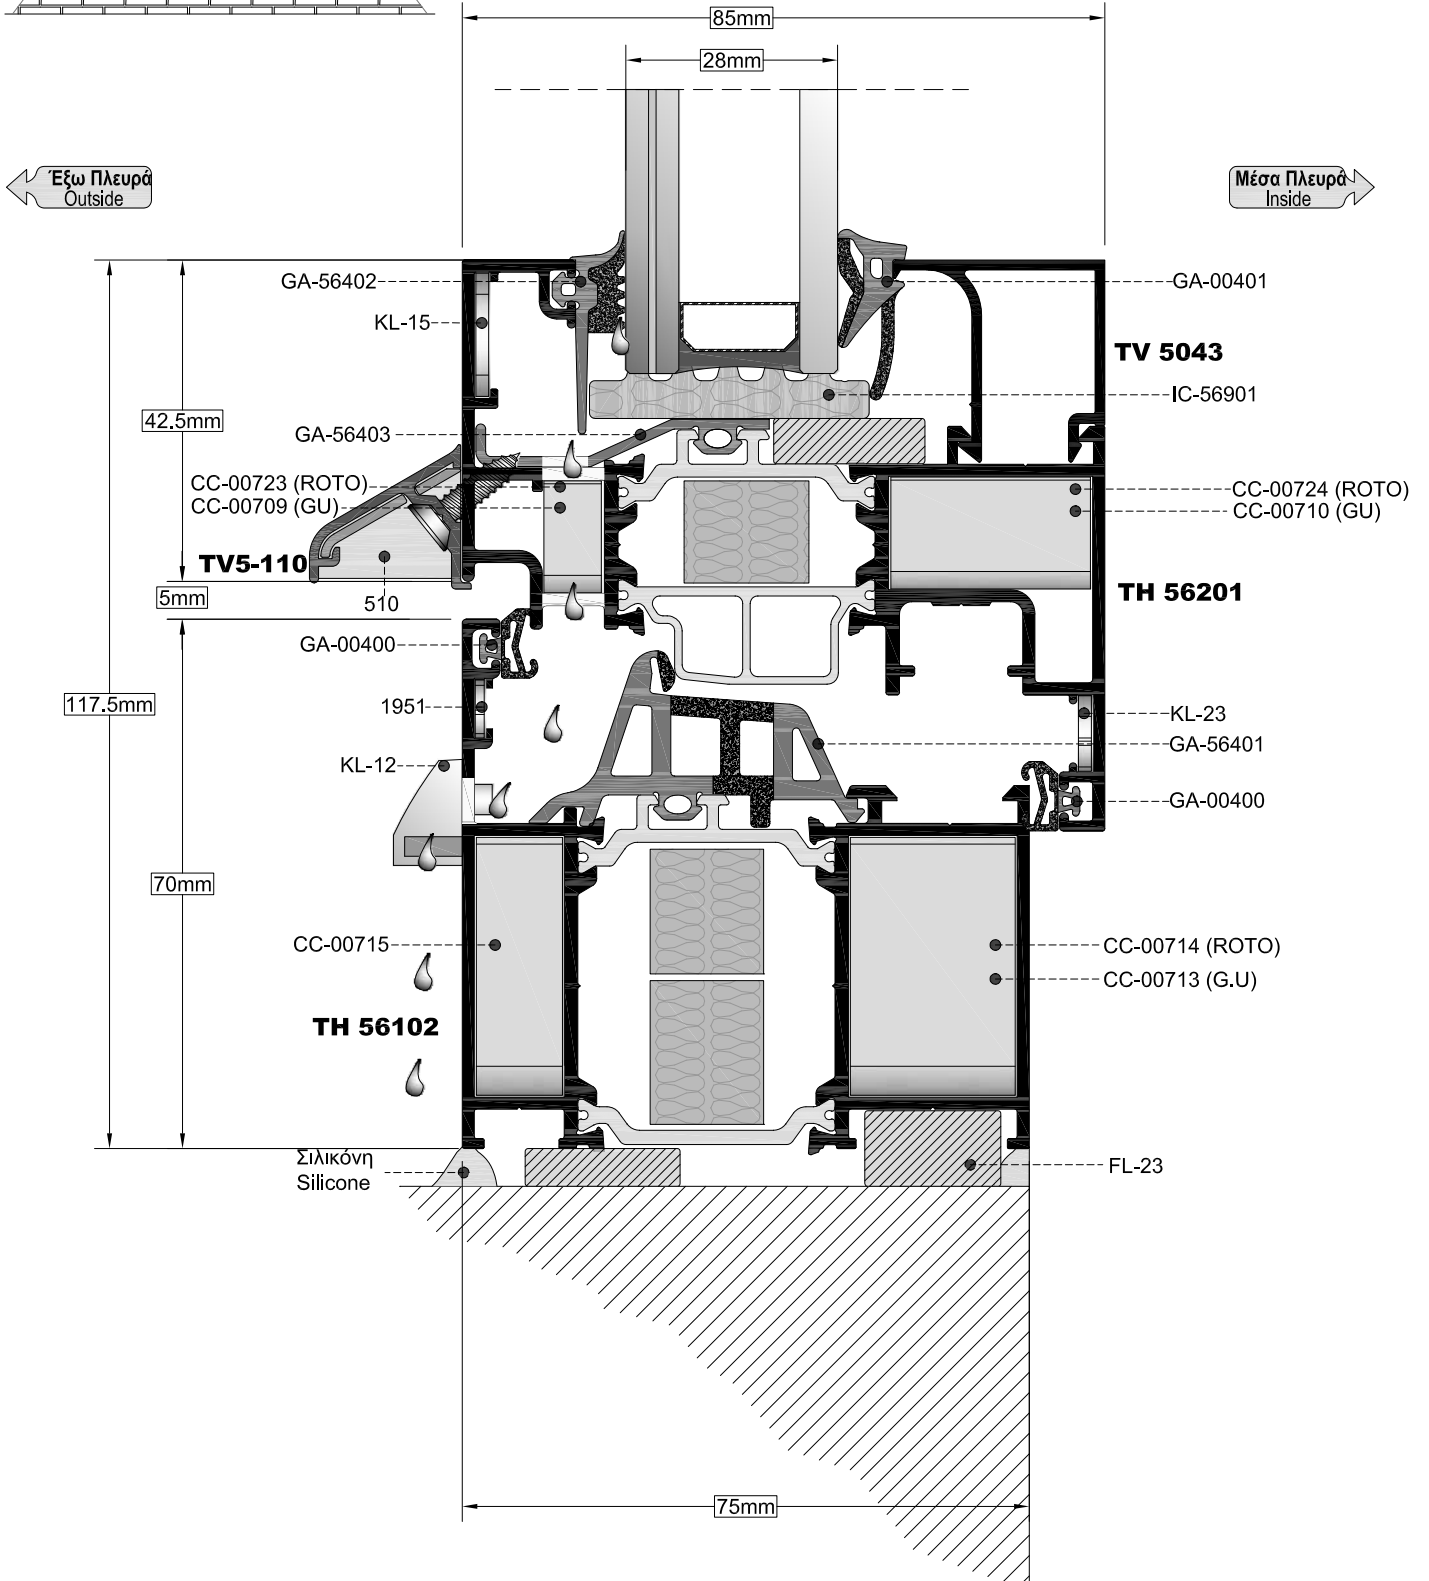 85mm
28mm
Έξω Πλευρά
Outside
Μέσα Πλευρά
Inside
GA-56402
GA-00401
KL-15
TV 5043
IC-56901
42.5mm
GA-56403
CC-00723 (ROTO)
CC-00709 (GU)
CC-00724 (ROTO)
CC-00710 (GU)
TV5-110
5mm
510
TH 56201
GA-00400
117.5mm
1951
KL-23
GA-56401
KL-12
GA-00400
70mm
CC-00715
CC-00714 (ROTO)
CC-00713 (G.U)
TH 56102
Σιλικόνη
Silicone
FL-23
75mm